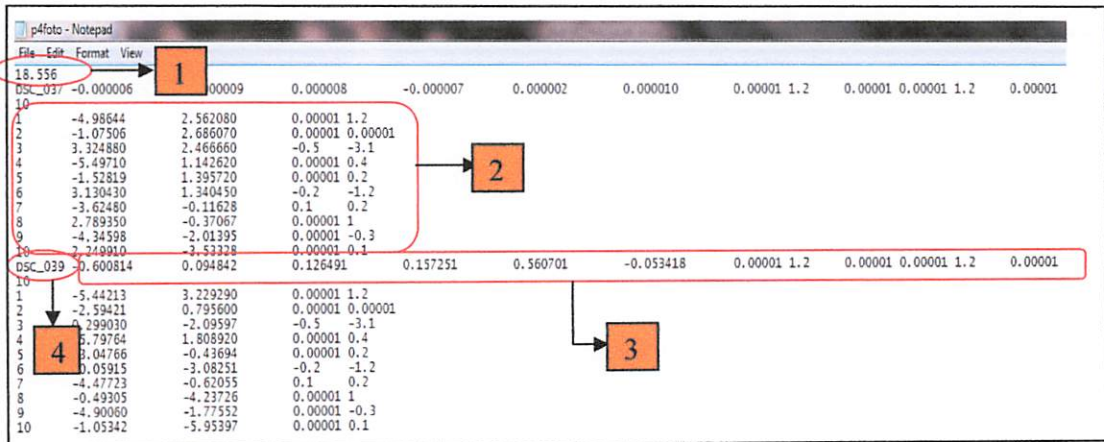 p4foto - Notepad
File Edit Format View
18.556
1
DSC_037 -0.000006 0.000008 -0.000007 0.000002 0.000010 0.00001 1.2 0.00001 0.00001 1.2 0.00001
10
1 -4.98644 2.562080 0.00001 1.2
2 -1.07506 2.686070 0.00001 0.00001
3 3.324880 2.466660 -0.5 -3.1
4 -5.49710 1.142620 0.00001 0.4
5 -1.52819 1.395720 0.00001 0.2
2
6 3.130430 1.340450 -0.2 -1.2
7 -3.62480 -0.11628 0.1 0.2
8 2.789350 -0.37067 0.00001 1
9 -4.34598 -2.01395 0.00001 -0.3
10 -3.53328 0.00001 0.1
DSC_039 -0.600814 0.094842 0.126491 0.157251 0.560701 -0.053418 0.00001 1.2 0.00001 0.00001 1.2 0.00001
10
1 -5.44213 3.229290 0.00001 1.2
2 -2.59421 0.795600 0.00001 0.00001
3 -2.09597 -0.5 -3.1
4 1.808920 0.00001 0.4
4
3
5 -0.43694 0.00001 0.2
6 -3.08251 -0.2 -1.2
7 -4.47723 -0.62055 0.1 0.2
8 -0.49305 -4.23726 0.00001 1
9 -4.90060 -1.77552 0.00001 -0.3
10 -1.05342 -5.95397 0.00001 0.1